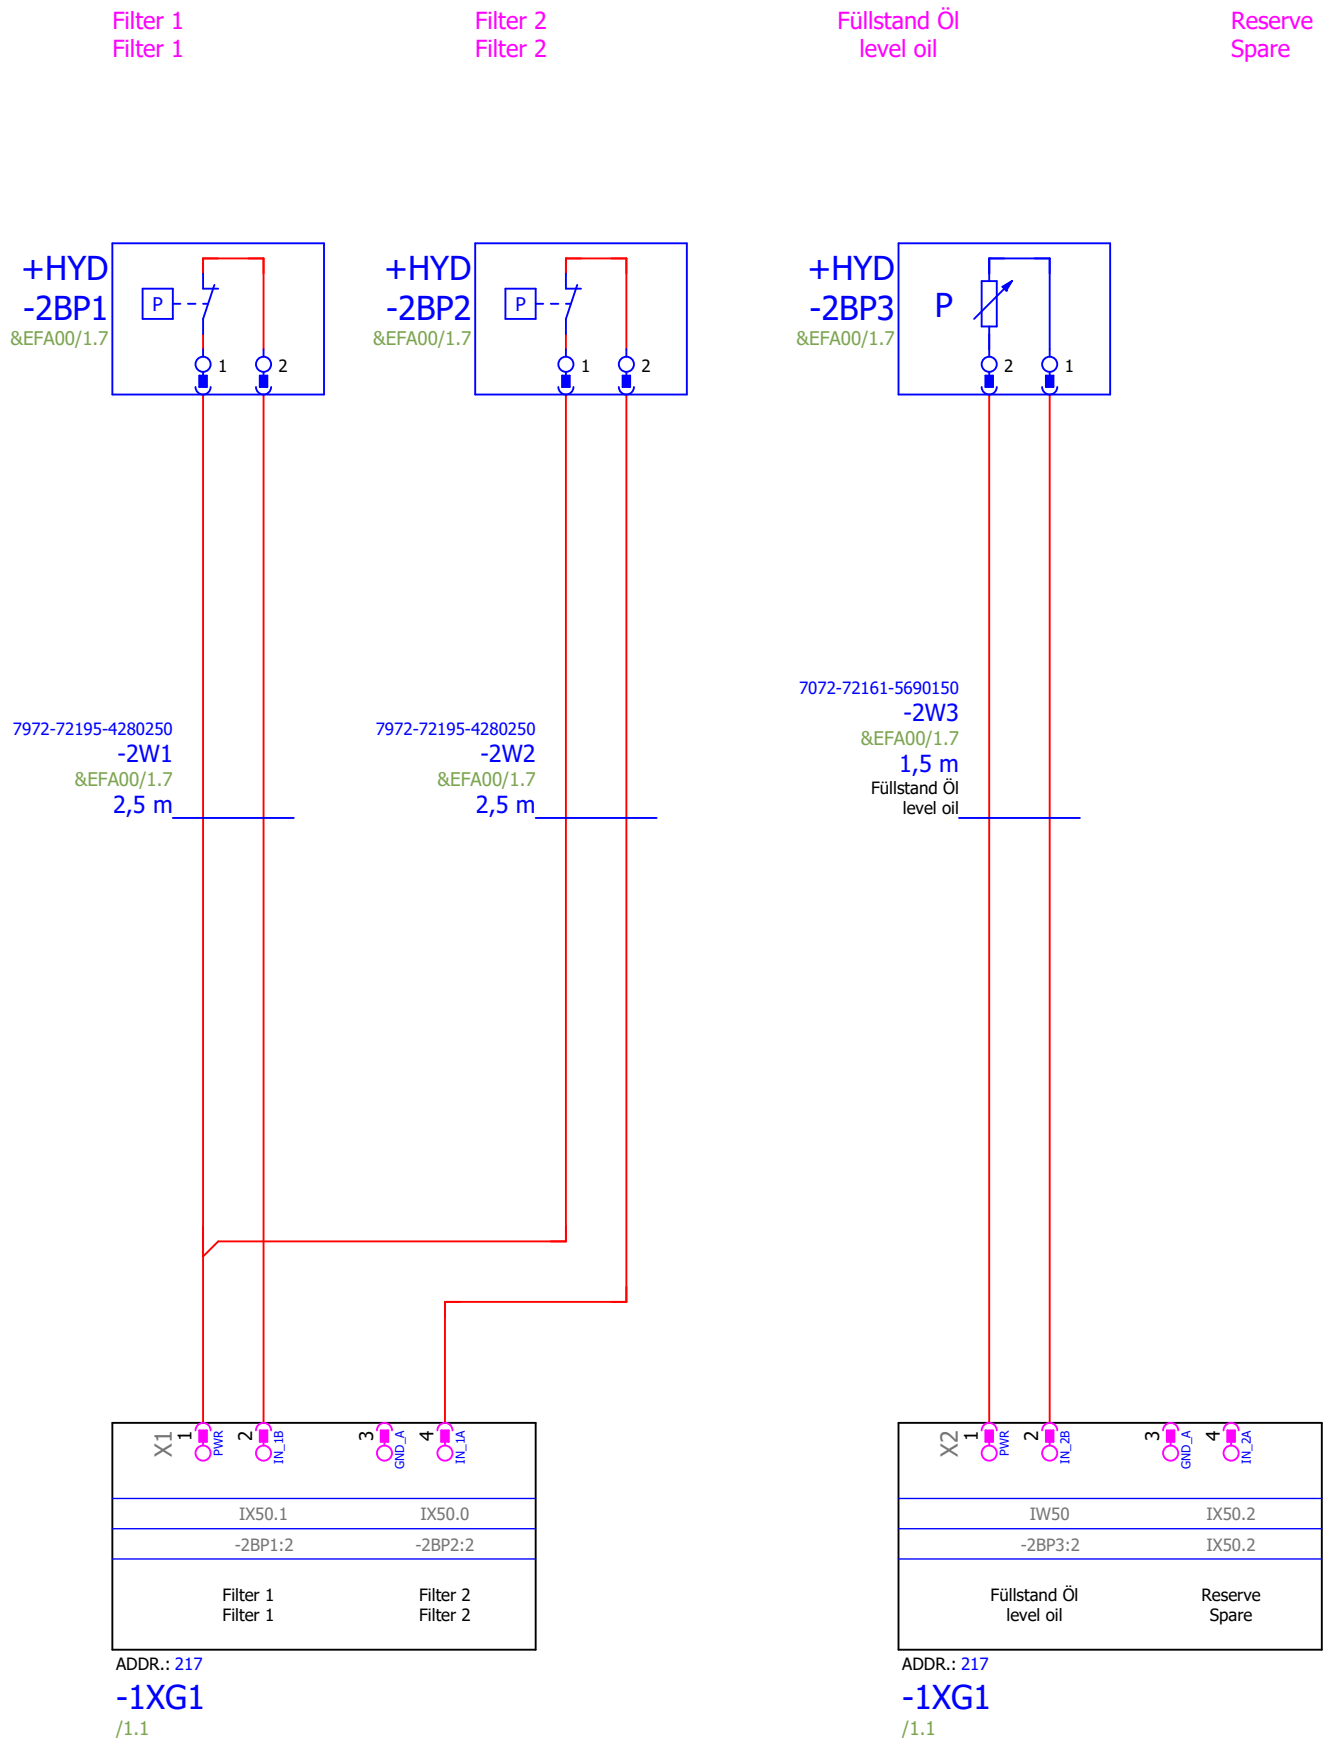 Filter 1
Filter 1
Filter 2
Filter 2
Füllstand Öl
level oil
Reserve
Spare
+HYD
-2BP1
&EFA00/1.7
P
1
2
+HYD
-2BP2
&EFA00/1.7
P
1
2
+HYD
-2BP3
&EFA00/1.7
P
2
1
7972-72195-4280250
-2W1
&EFA00/1.7
2,5 m
7972-72195-4280250
-2W2
&EFA00/1.7
2,5 m
7072-72161-5690150
-2W3
&EFA00/1.7
1,5 m
Füllstand Öl
level oil
X1
1
PWR
2
IN_1B
3
GND_A
4
IN_1A
IX50.1
IX50.0
-2BP1:2
-2BP2:2
Filter 1
Filter 1
Filter 2
Filter 2
ADDR.: 217
-1XG1
/1.1
X2
1
PWR
2
IN_2B
3
GND_A
4
IN_2A
IW50
IX50.2
-2BP3:2
IX50.2
Füllstand Öl
level oil
Reserve
Spare
ADDR.: 217
-1XG1
/1.1